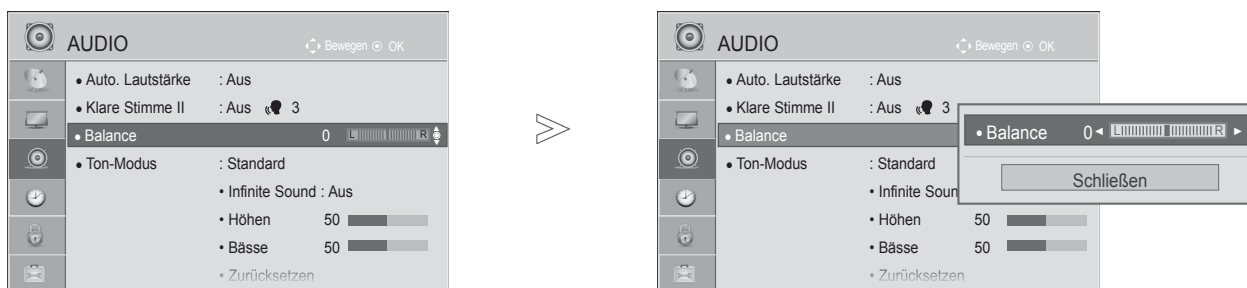 AUDIO
Bewegen OK
• Auto. Lautstärke : Aus
• Klare Stimme II : Aus 3
• Balance 0 L R
• Ton-Modus : Standard
• Infinite Sound : Aus
• Höhen 50
• Bässe 50
• Zurücksetzen
AUDIO
Bewegen OK
• Auto. Lautstärke : Aus
• Klare Stimme II : Aus 3
• Balance
• Ton-Modus : Standard
• Infinite Soun
• Höhen 50
• Bässe 50
• Zurücksetzen
• Balance 0 L R
Schließen